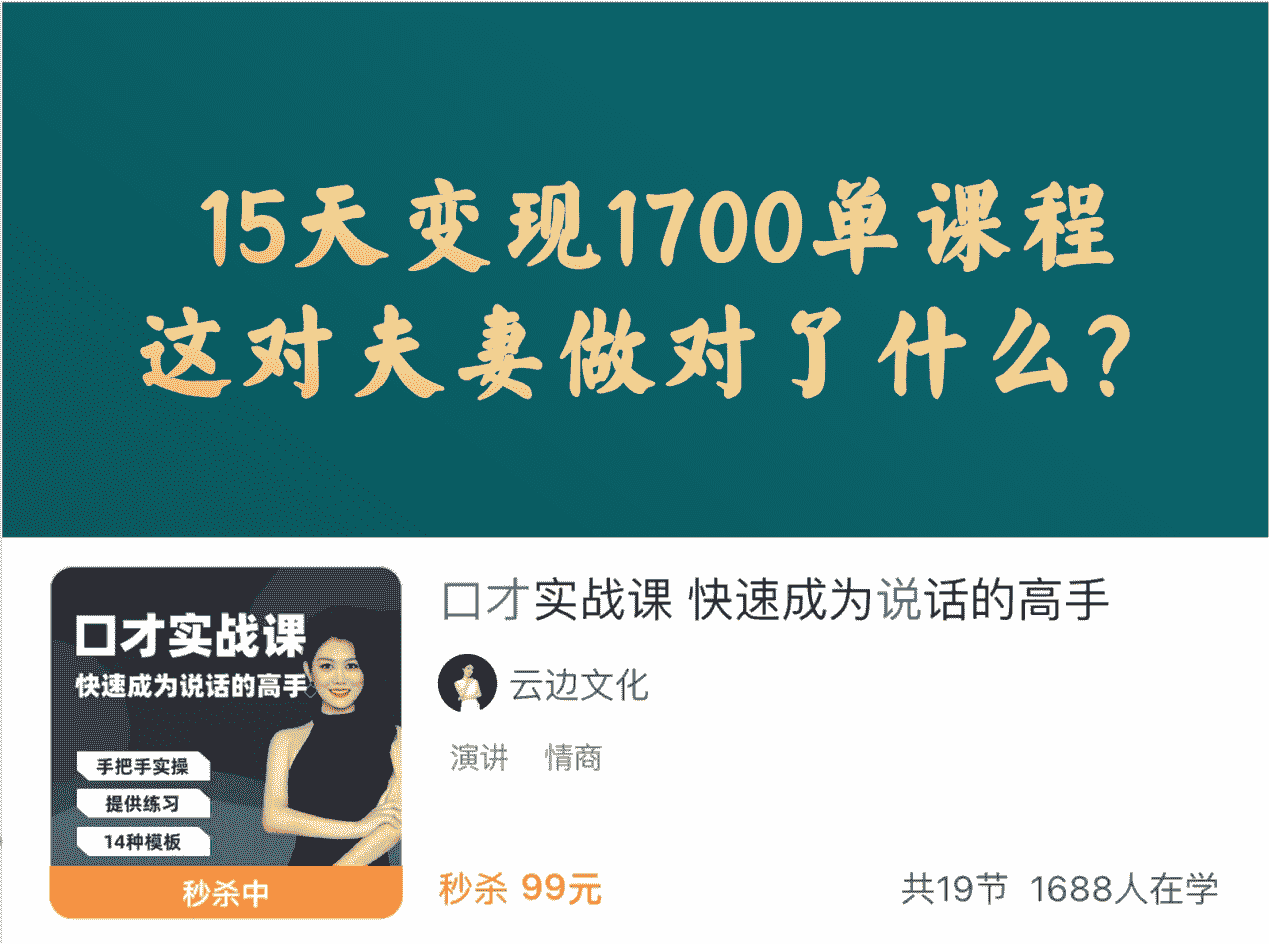 15天变现1700单课程
这对夫妻做对了什么?
口才实战课
快速成为说话的高手
手把手实操
提供练习
14种模板
秒杀中
口才实战课 快速成为说话的高手
云边文化
演讲 情商
秒杀 99元
共19节 1688人在学